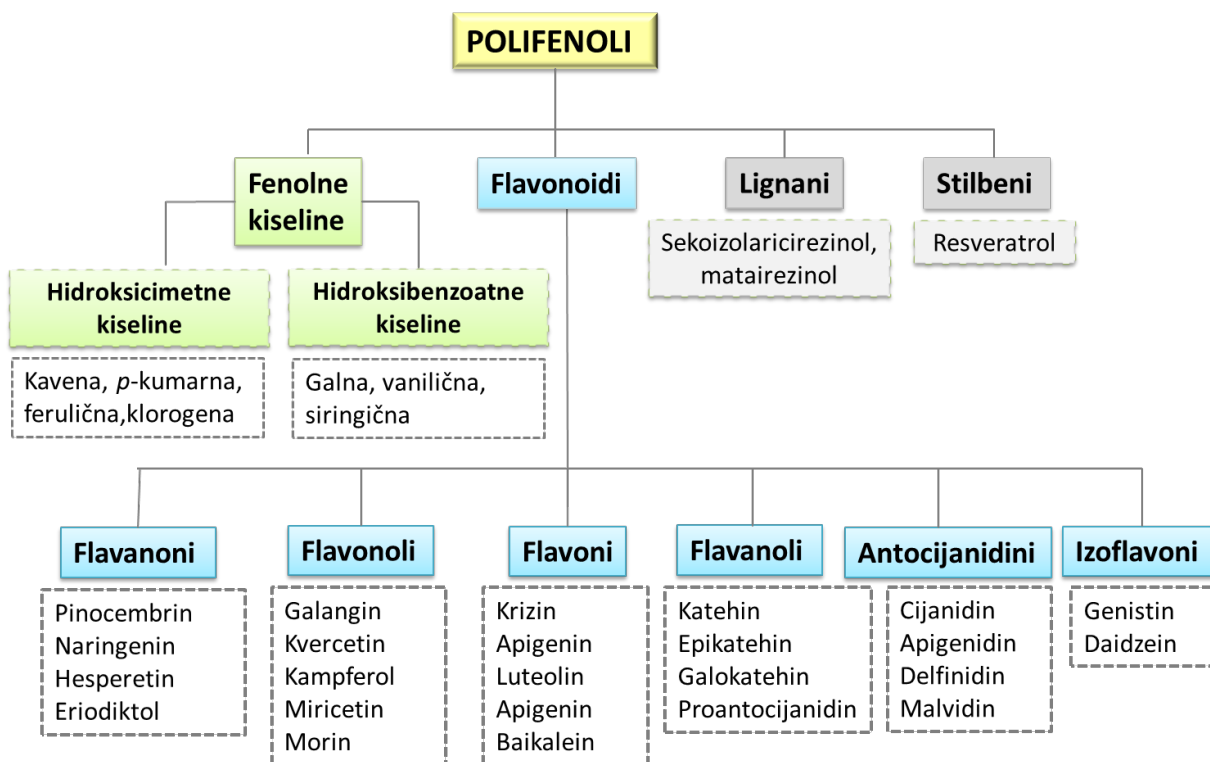 POLIFENOLI
Fenolne
kiseline
Flavonoidi
Lignani
Stilbeni
Sekoizolaricirezinol,
matairezinol
Resveratrol
Hidroksicimetne
kiseline
Hidroksibenzoatne
kiseline
Kavena, p-kumarna,
ferulična,klorogena
Galna, vanilična,
siringična
Flavanoni
Flavonoli
Flavoni
Flavanoli
Antocijanidini
Izoflavoni
Pinocembrin
Naringenin
Hesperetin
Eriodiktol
Galangin
Kvercetin
Kampferol
Miricetin
Morin
Krizin
Apigenin
Luteolin
Apigenin
Baikalein
Katehin
Epikatehin
Galokatehin
Proantocijanidin
Cijanidin
Apigenidin
Delfinidin
Malvidin
Genistin
Daidzein